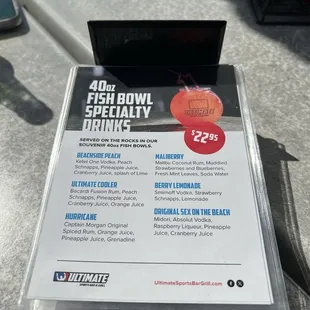 40oz
FISH BOWL
SPECIALTY
DRINKS
$22.95
SERVED ON THE ROCKS IN OUR
SOUVENIR 40oz FISH BOWLS.
BEACHSIDE PEACH
Ketel One Vodka, Peach
Schnapps, Pineapple Juice,
Cranberry Juice, splash of Lime
ULTIMATE COOLER
Bacardi Fusion Rum, Peach
Schnapps, Pineapple Juice,
Cranberry Juice, Orange Juice
HURRICANE
Captain Morgan Original
Spiced Rum, Orange Juice,
Pineapple Juice, Grenadine
MALIBERRY
Malibu Coconut Rum, Muddled
Strawberries and Blueberries,
Fresh Mint Leaves, Soda Water
BERRY LEMONADE
Smirnoff Vodka, Strawberry
Schnapps, Lemonade
ORIGINAL SEX ON THE BEACH
Midori, Absolut Vodka,
Raspberry Liqueur, Pineapple
Juice, Cranberry Juice
ULTIMATE
SPORTS BAR & GRILL
UltimateSportsBarGrill.com